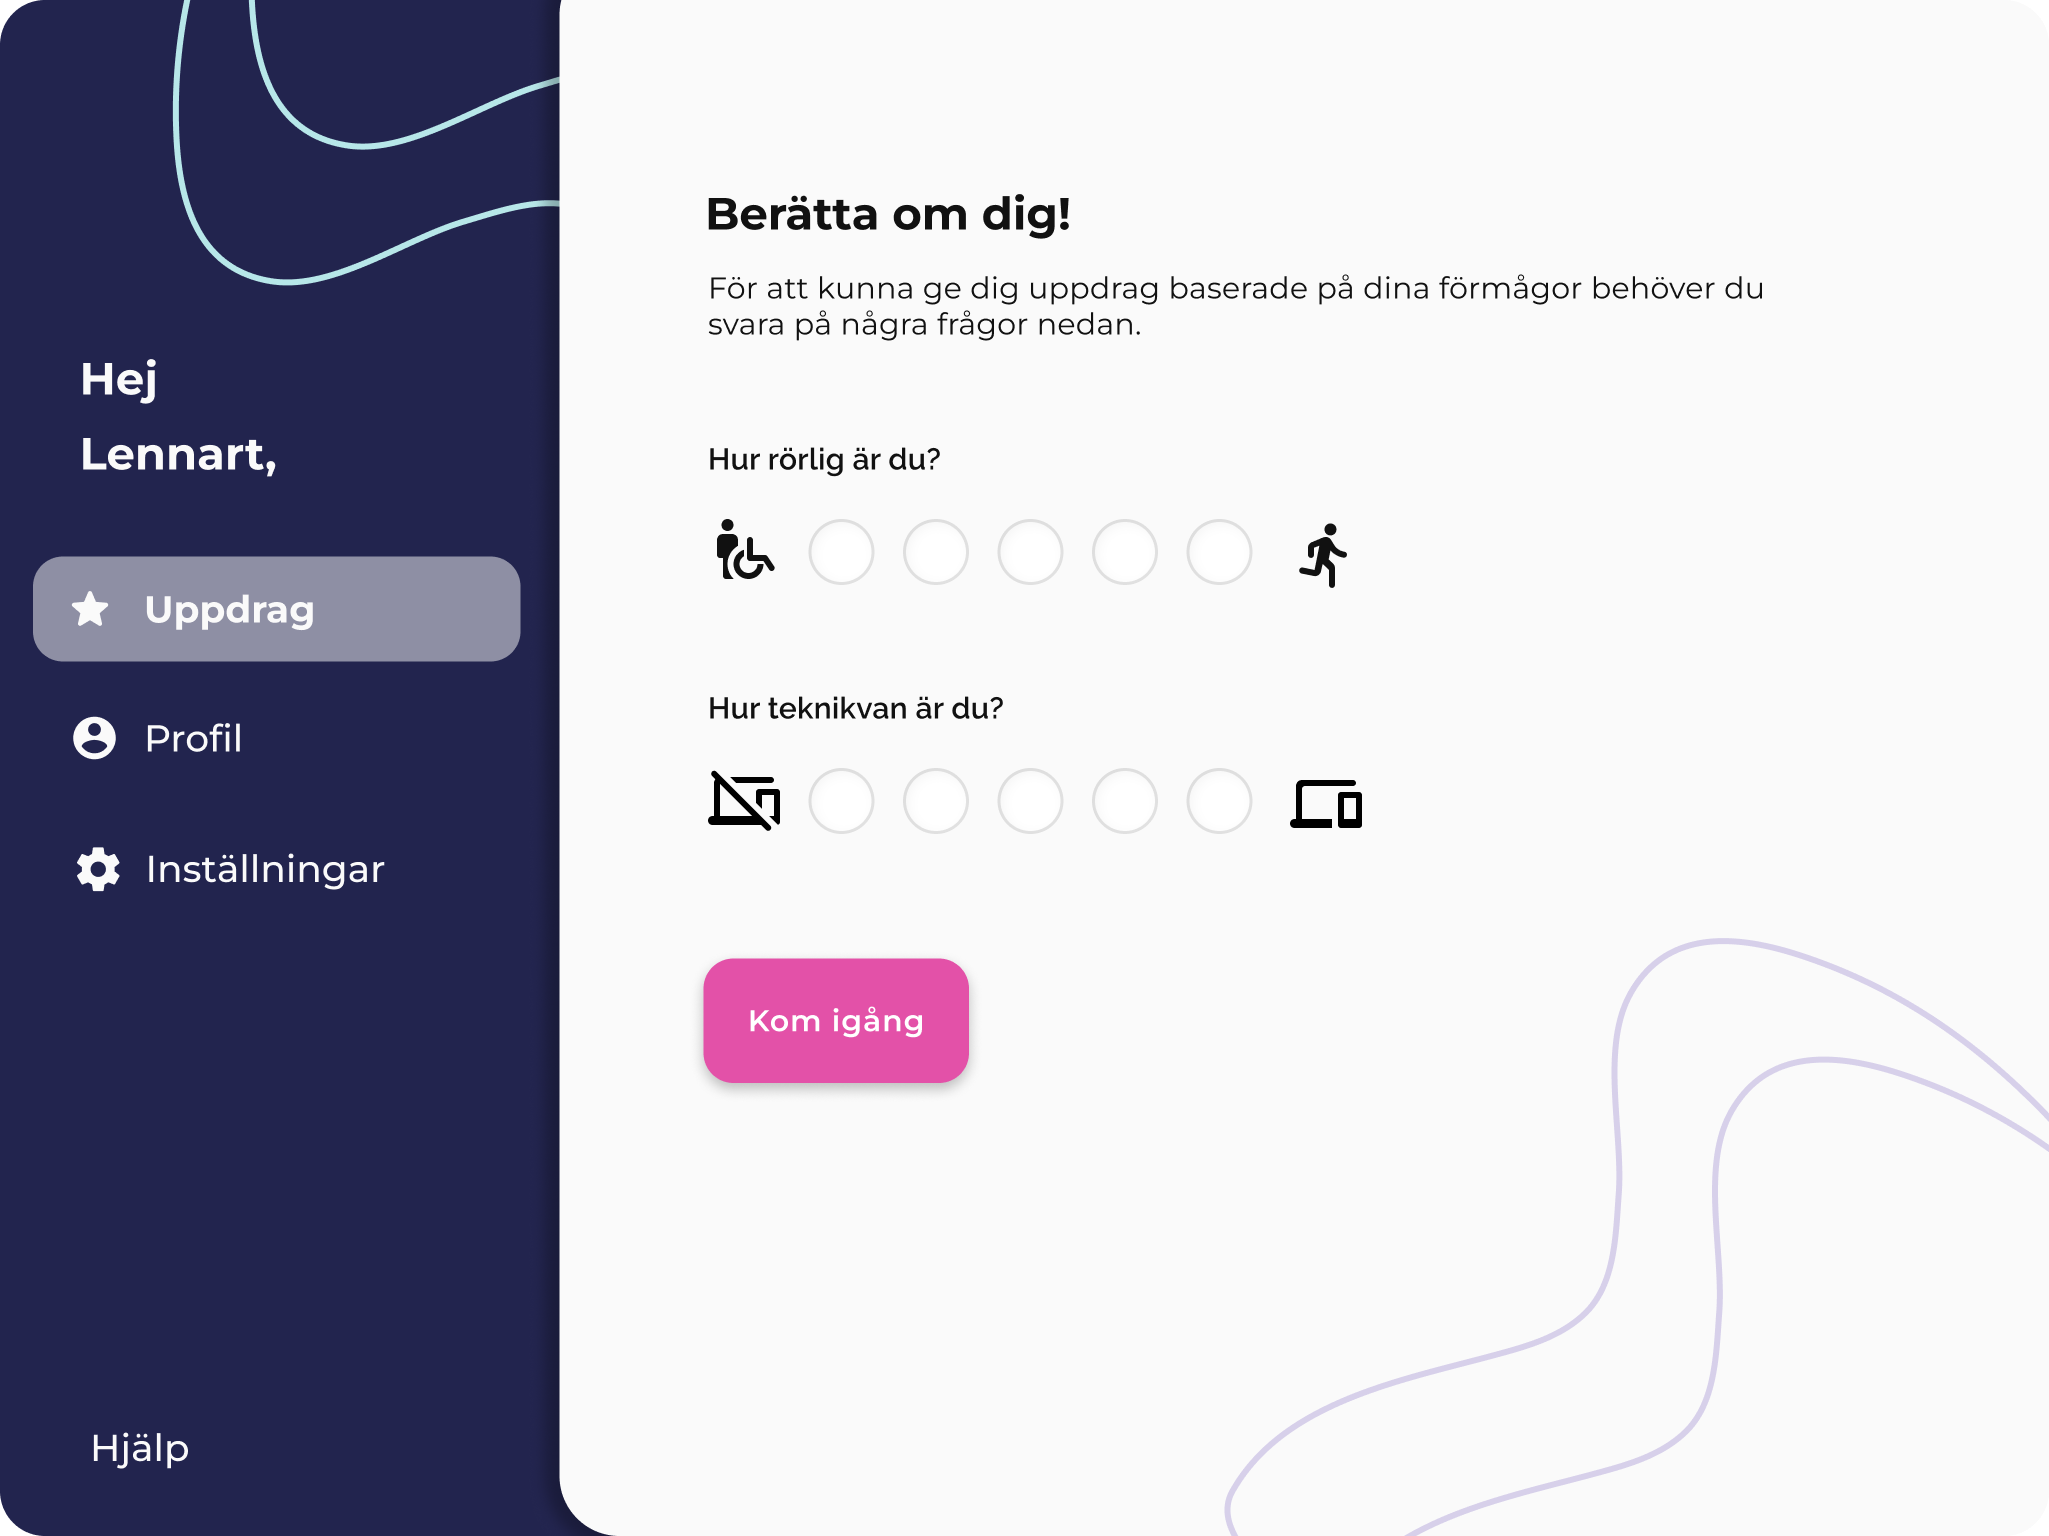 Hej
Lennart,
Uppdrag
Profil
Inställningar
Hjälp
Berätta om dig!
För att kunna ge dig uppdrag baserade på dina förmågor behöver du
svara på några frågor nedan.
Hur rörlig är du?
Hur teknikvan är du?
Kom igång